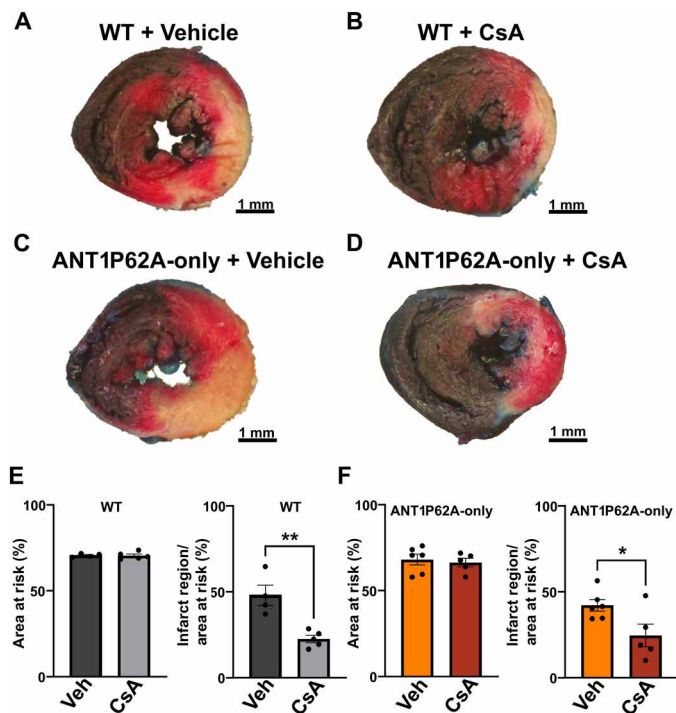 A
WT + Vehicle
1 mm
B
WT + CsA
1 mm
C
ANT1P62A-only + Vehicle
1 mm
D
ANT1P62A-only + CsA
1 mm
E
WT
Area at risk (%)
100
50
0
Veh
CsA
WT
Infarct region/
area at risk (%)
100
50
0
**
Veh
CsA
F
ANT1P62A-only
Area at risk (%)
100
50
0
Veh
CsA
ANT1P62A-only
Infarct region/
area at risk (%)
100
50
0
*
Veh
CsA